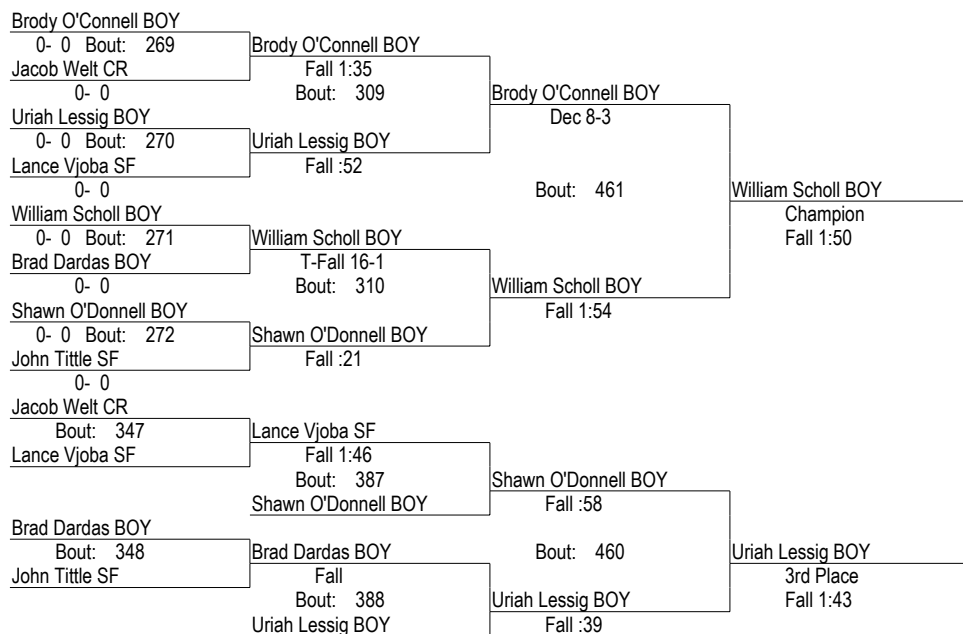 Brody O'Connell BOY
0- 0 Bout: 269 Brody O'Connell BOY
Jacob Welt CR Fall 1:35
0- 0 Bout: 309 Brody O'Connell BOY
Uriah Lessig BOY Dec 8-3
0- 0 Bout: 270 Uriah Lessig BOY
Lance Vjoba SF Fall :52
0- 0 Bout: 461 William Scholl BOY
William Scholl BOY Champion
0- 0 Bout: 271 William Scholl BOY Fall 1:50
Brad Dardas BOY T-Fall 16-1
0- 0 Bout: 310 William Scholl BOY
Shawn O'Donnell BOY Fall 1:54
0- 0 Bout: 272 Shawn O'Donnell BOY
John Tittle SF Fall :21
0- 0
Jacob Welt CR
Bout: 347 Lance Vjoba SF
Lance Vjoba SF Fall 1:46
Bout: 387 Shawn O'Donnell BOY
Shawn O'Donnell BOY Fall :58
Brad Dardas BOY
Bout: 348 Brad Dardas BOY Bout: 460 Uriah Lessig BOY
John Tittle SF Fall 3rd Place
Bout: 388 Uriah Lessig BOY Fall 1:43
Uriah Lessig BOY Fall :39